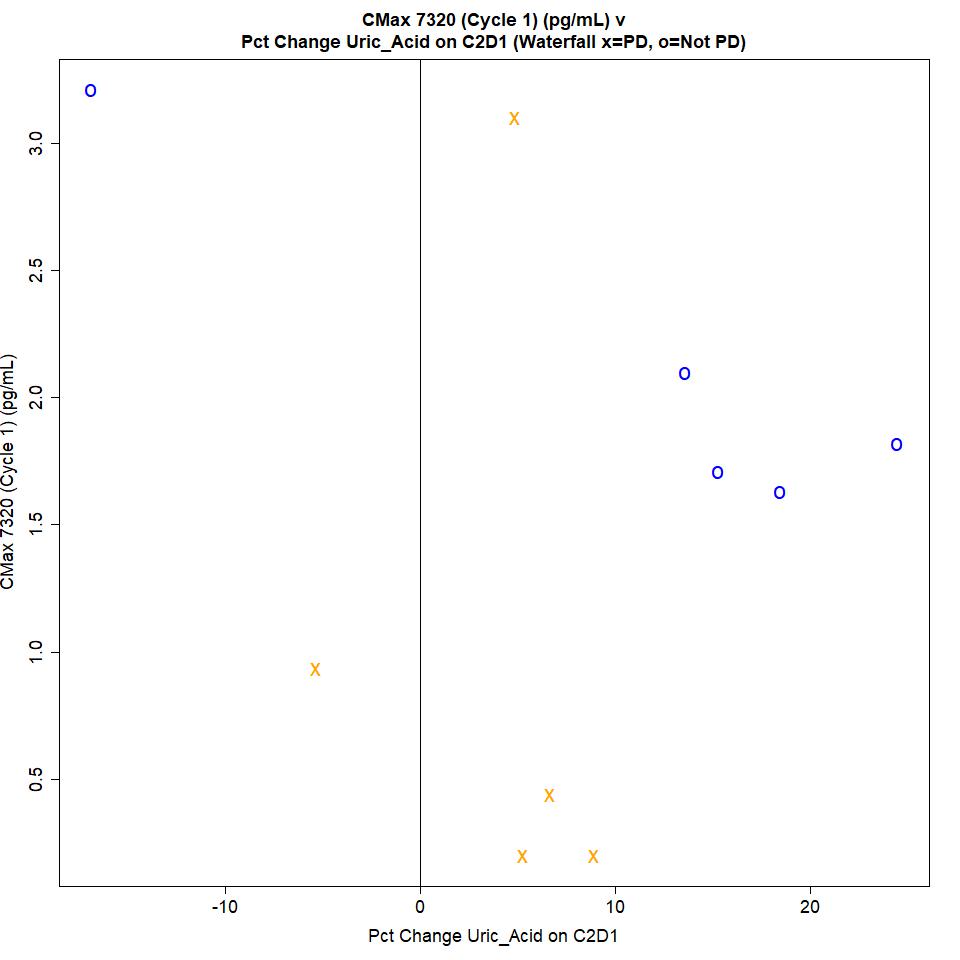 CMax 7320 (Cycle 1) (pg/mL) v
Pct Change Uric_Acid on C2D1 (Waterfall x=PD, o=Not PD)
CMax 7320 (Cycle 1) (pg/mL)
3.0
2.5
2.0
1.5
1.0
0.5
o
x
o
o
o
o
x
x
x
x
-10
0
10
20
Pct Change Uric_Acid on C2D1